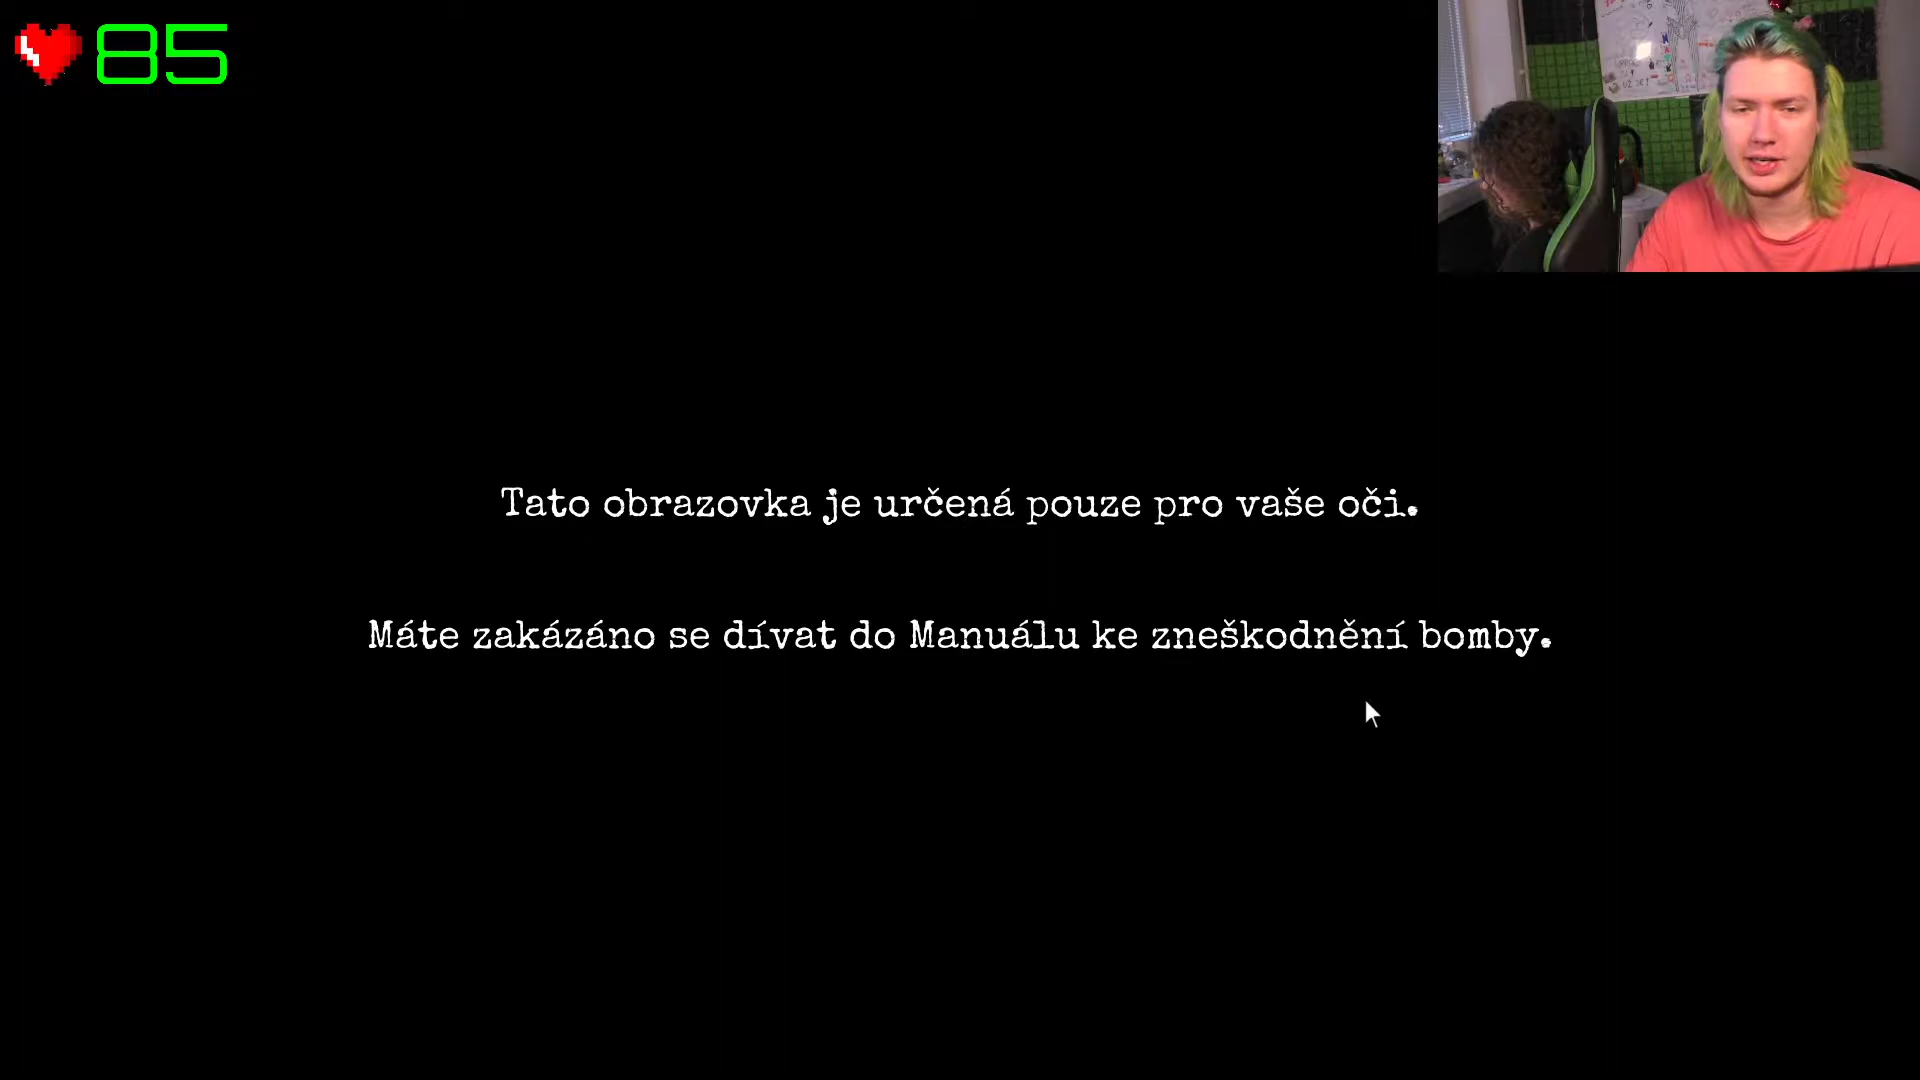 85
Tato obrazovka je určená pouze pro vaše oči.
Máte zakázáno se dívat do Manuálu ke zneškodnění bomby.